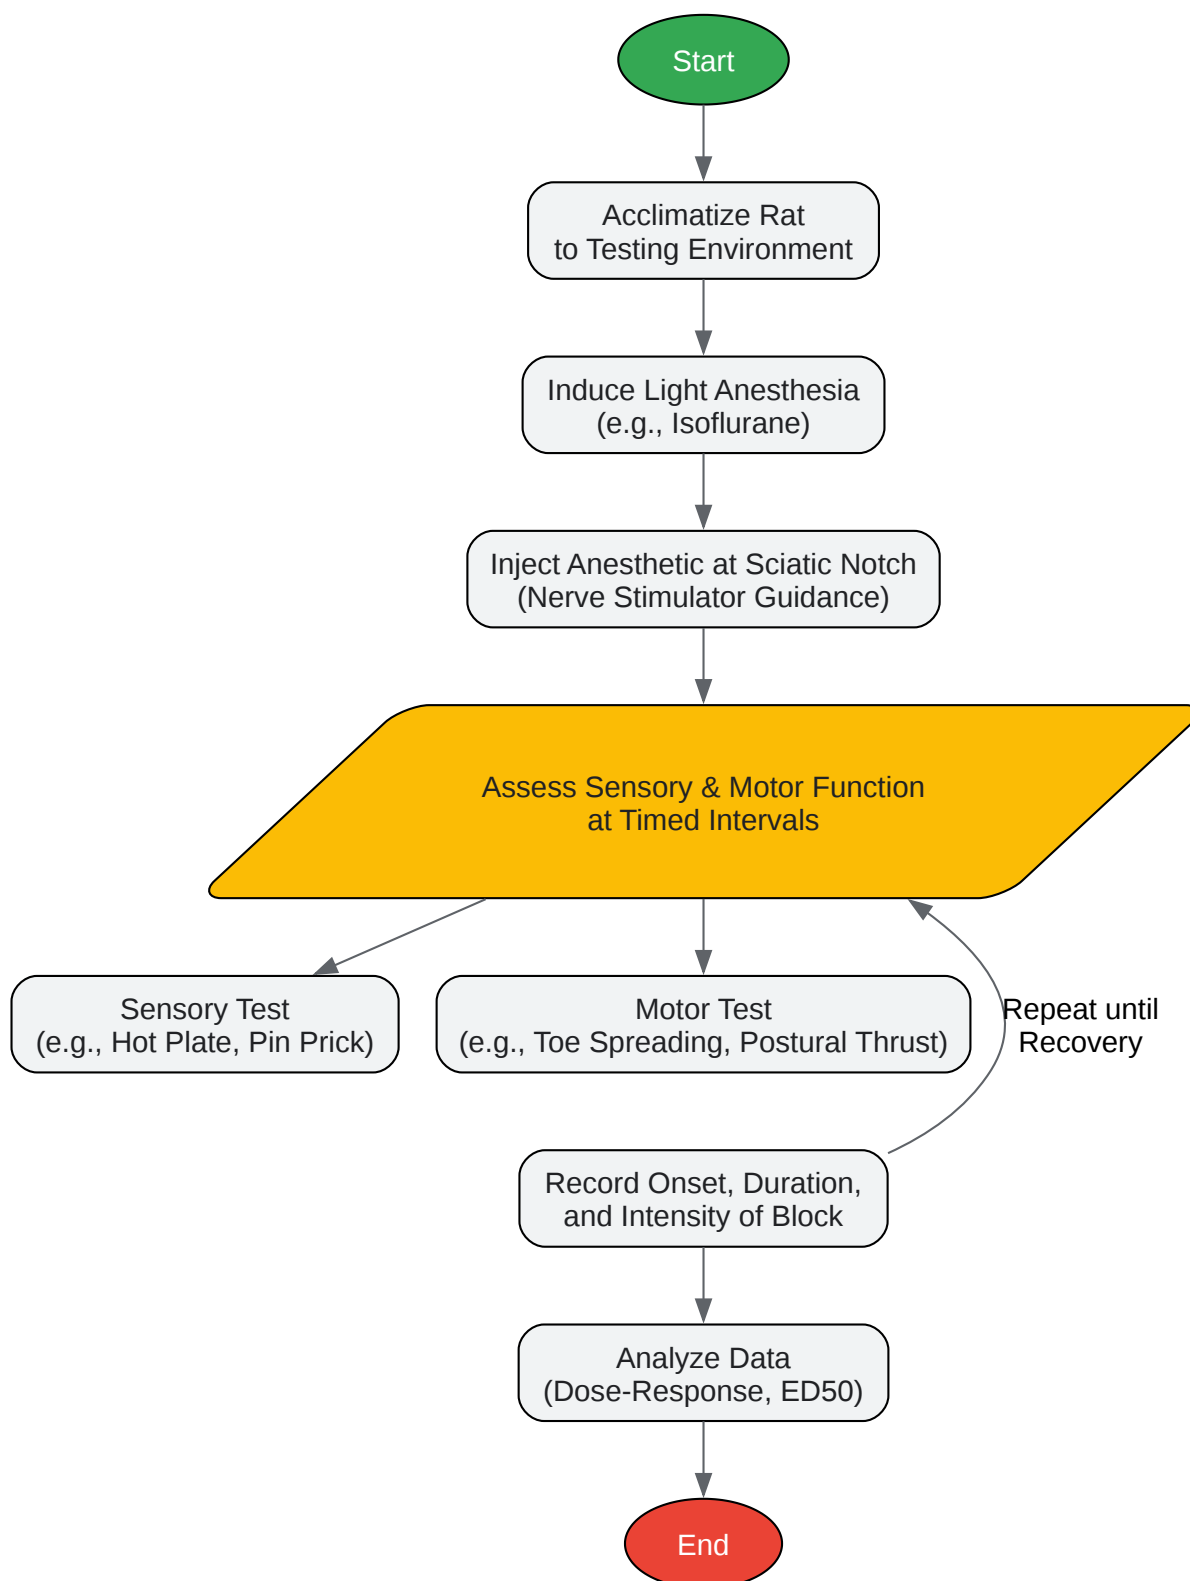 Start
Acclimatize Rat
to Testing Environment
Induce Light Anesthesia
(e.g., Isoflurane)
Inject Anesthetic at Sciatic Notch
(Nerve Stimulator Guidance)
Assess Sensory & Motor Function
at Timed Intervals
Sensory Test
(e.g., Hot Plate, Pin Prick)
Motor Test
(e.g., Toe Spreading, Postural Thrust)
Repeat until
Recovery
Record Onset, Duration,
and Intensity of Block
Analyze Data
(Dose-Response, ED50)
End